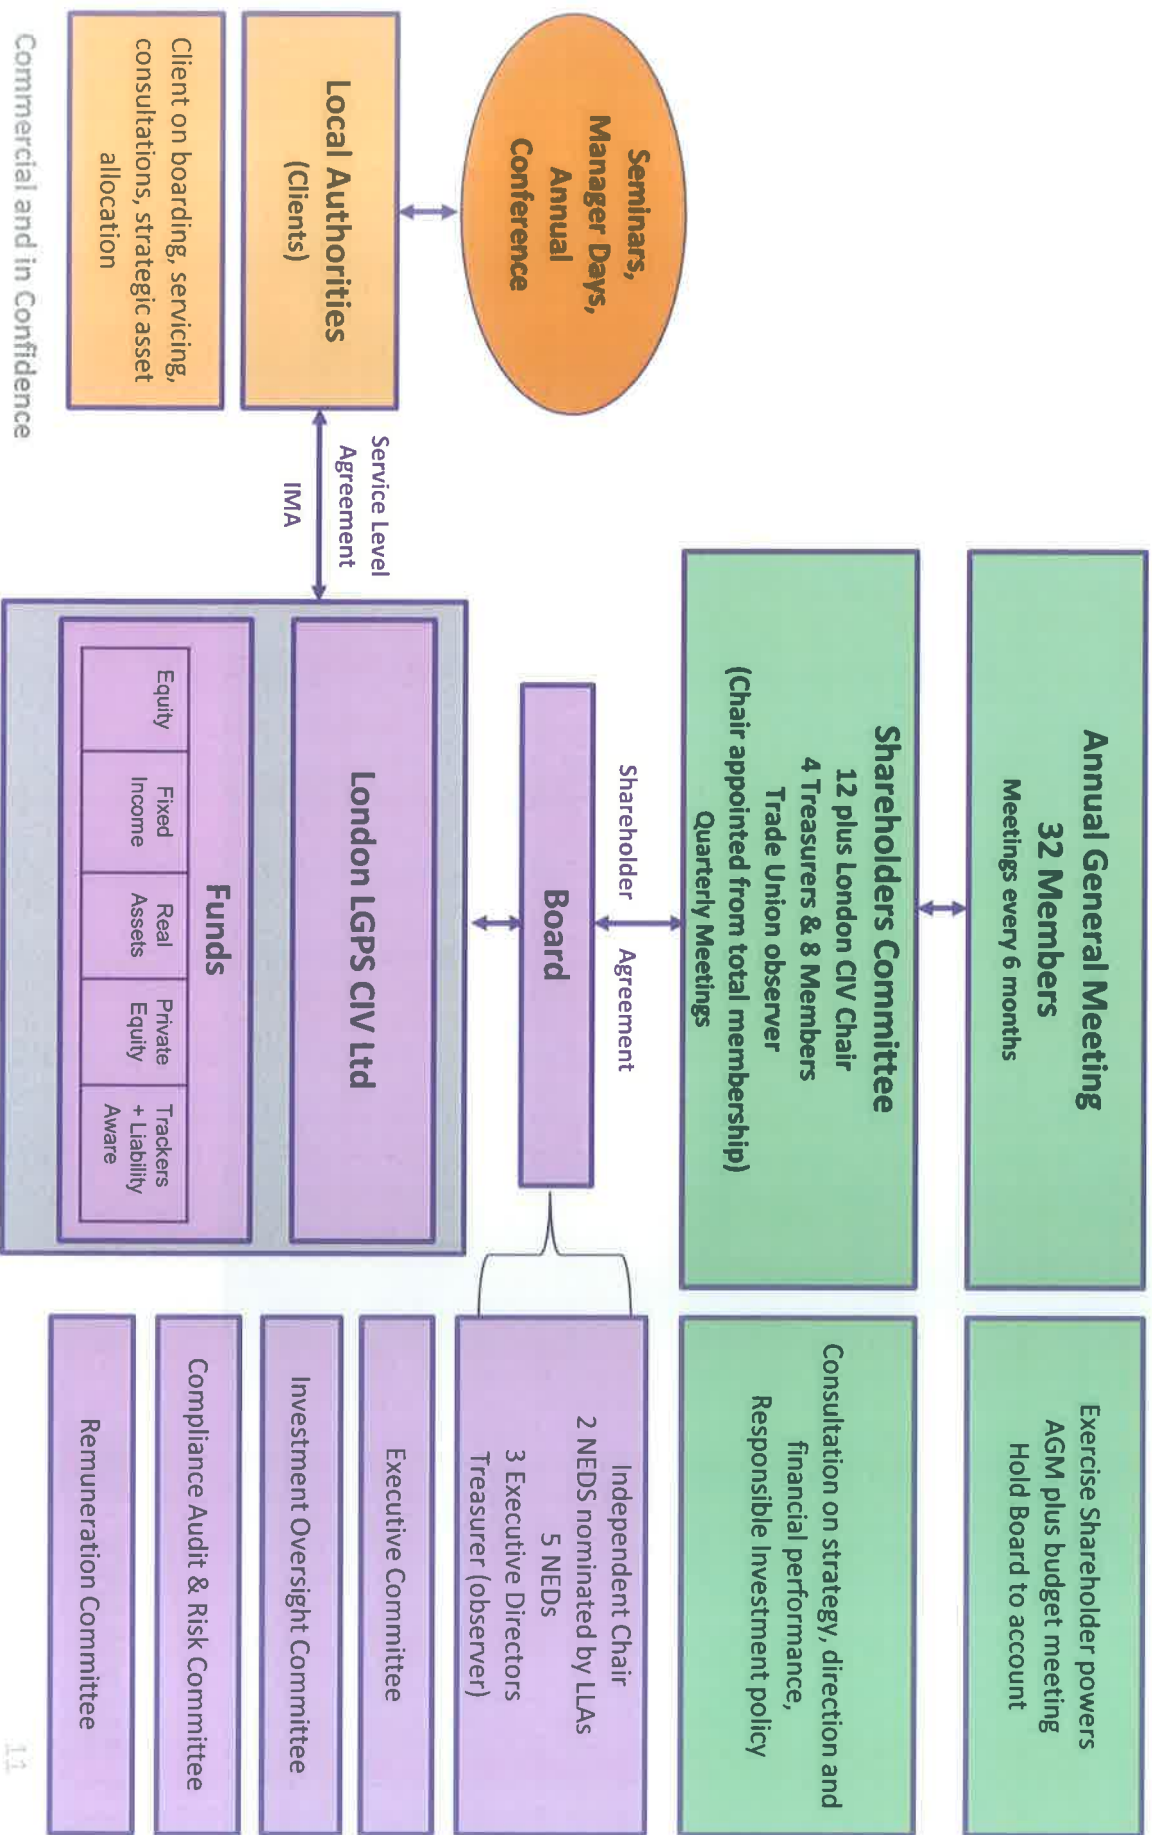 Annual General Meeting
32 Members
Meetings every 6 months
Exercise Shareholder powers
AGM plus budget meeting
Hold Board to account
Shareholders Committee
12 plus London CIV Chair
4 Treasurers & 8 Members
Trade Union observer
(Chair appointed from total membership)
Quarterly Meetings
Consultation on strategy, direction and
financial performance,
Responsible Investment policy
Seminars,
Manager Days,
Annual
Conference
Shareholder Agreement
Board
Independent Chair
2 NEDS nominated by LLAs
5 NEDs
3 Executive Directors
Treasurer (observer)
Local Authorities
(Clients)
Service Level
Agreement
IMA
London LGPS CIV Ltd
Executive Committee
Investment Oversight Committee
Client on boarding, servicing,
consultations, strategic asset
allocation
Funds
Equity
Fixed
Income
Real
Assets
Private
Equity
Trackers
+ Liability
Aware
Compliance Audit & Risk Committee
Remuneration Committee
Commercial and in Confidence
11